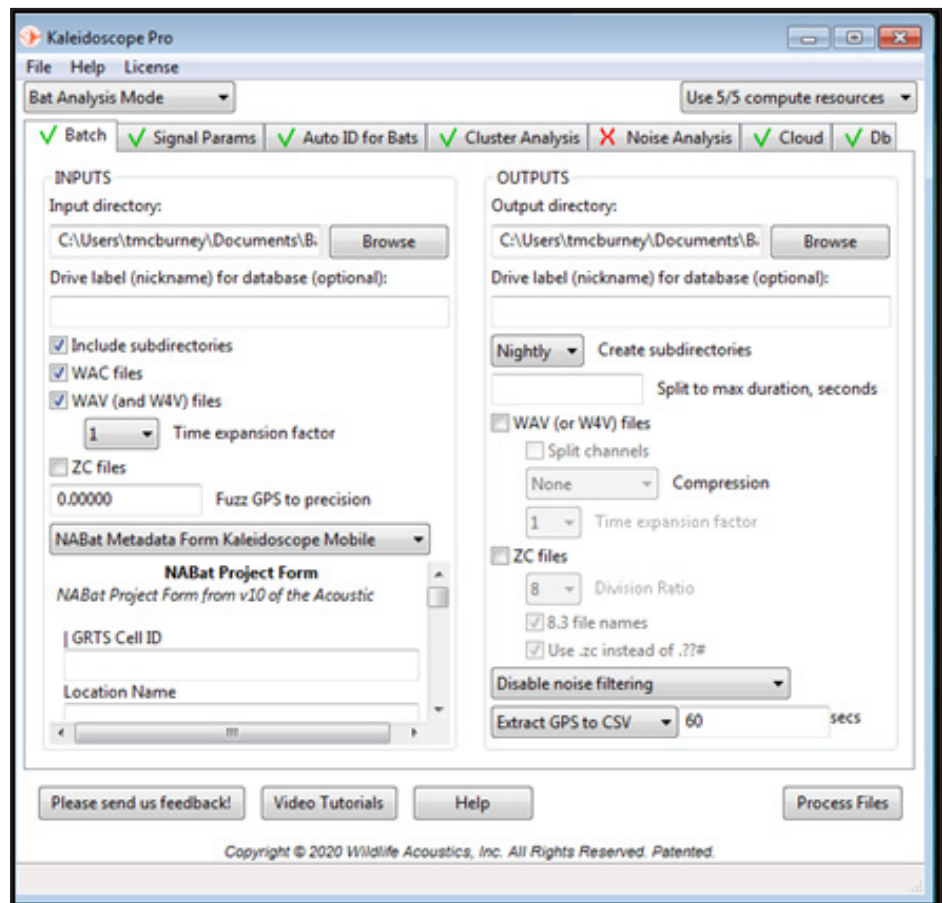 Kaleidoscope Pro
File Help License
Bat Analysis Mode
Use 5/5 compute resources
Batch
Signal Params
Auto ID for Bats
Cluster Analysis
Noise Analysis
Cloud
Db
INPUTS
Input directory:
C:\Users\tmcburney\Documents\B
Browse
Drive label (nickname) for database (optional):
Include subdirectories
WAC files
WAV (and W4V) files
1 Time expansion factor
ZC files
0.00000 Fuzz GPS to precision
NABat Metadata Form Kaleidoscope Mobile
NABat Project Form
NABat Project Form from v10 of the Acoustic
| GRTS Cell ID
Location Name
OUTPUTS
Output directory:
C:\Users\tmcburney\Documents\B
Browse
Drive label (nickname) for database (optional):
Nightly Create subdirectories
Split to max duration, seconds
WAV (or W4V) files
Split channels
None Compression
1 Time expansion factor
ZC files
8 Division Ratio
8.3 file names
Use .zc instead of .??#
Disable noise filtering
Extract GPS to CSV 60 secs
Please send us feedback!
Video Tutorials
Help
Process Files
Copyright © 2020 Wildlife Acoustics, Inc. All Rights Reserved. Patented.